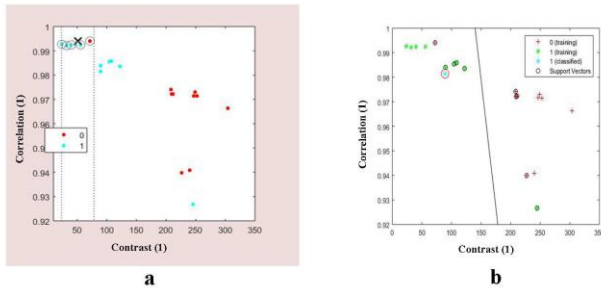 1
0.99
0.98
0.97
0.96
0.95
0.94
0.93
0.92
50 100 150 200 250 300 350
Correlation (1)
Contrast (1)
0
1
a
1
0.99
0.98
0.97
0.96
0.95
0.94
0.93
0.92
0 50 100 150 200 250 300 350
Correlation (1)
Contrast (1)
0 (training)
1 (training)
1 (classified)
Support Vectors
b